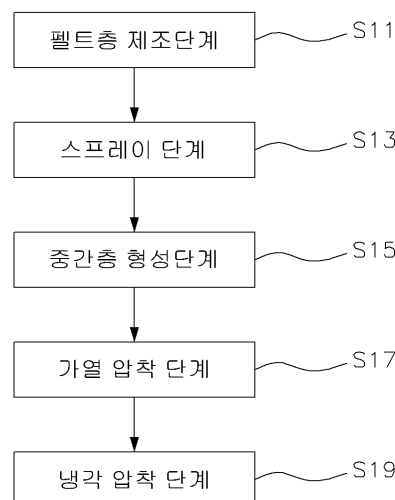 펠트층 제조단계 S11
스프레이 단계 S13
중간층 형성단계 S15
가열 압착 단계 S17
냉각 압착 단계 S19